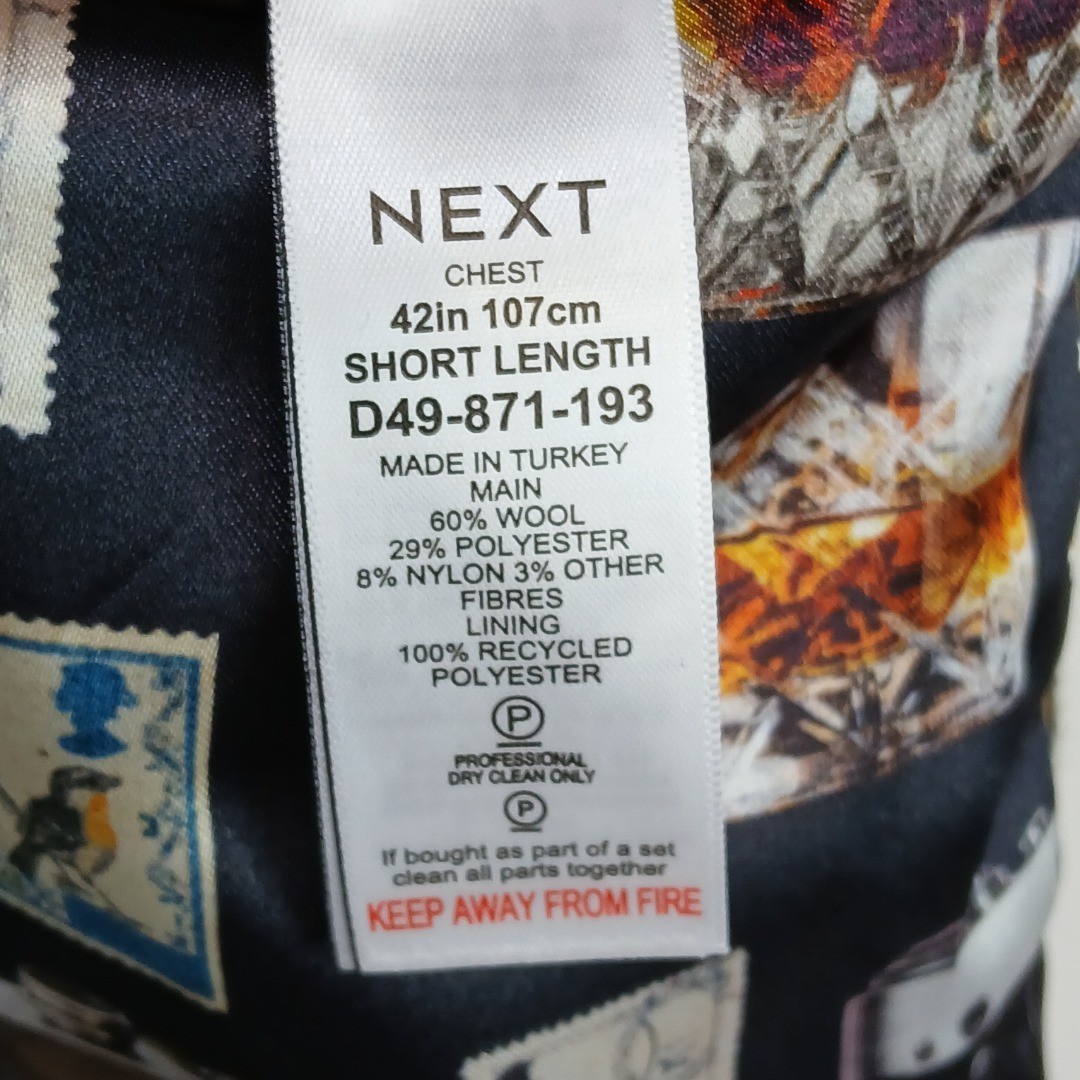 NEXT
CHEST
42in 107cm
SHORT LENGTH
D49-871-193
MADE IN TURKEY
MAIN
60% WOOL
29% POLYESTER
8% NYLON 3% OTHER
FIBRES
LINING
100% RECYCLED
POLYESTER
P
PROFESSIONAL
DRY CLEAN ONLY
P
If bought as part of a set
clean all parts together
KEEP AWAY FROM FIRE